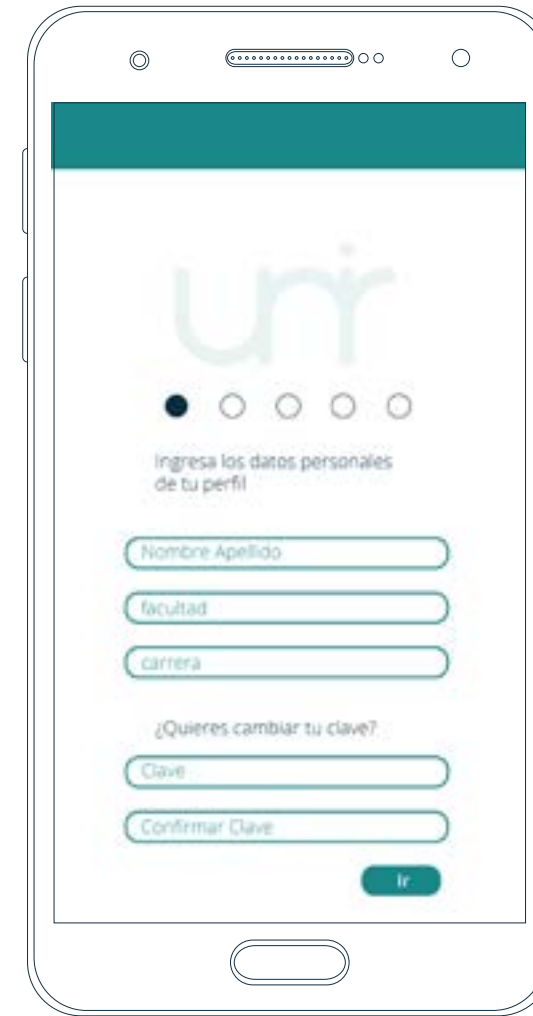 unir
Ingresa los datos personales
de tu perfil
Nombre Apellido
facultad
carrera
¿Quieres cambiar tu clave?
Clave
Confirmar Clave
Ir